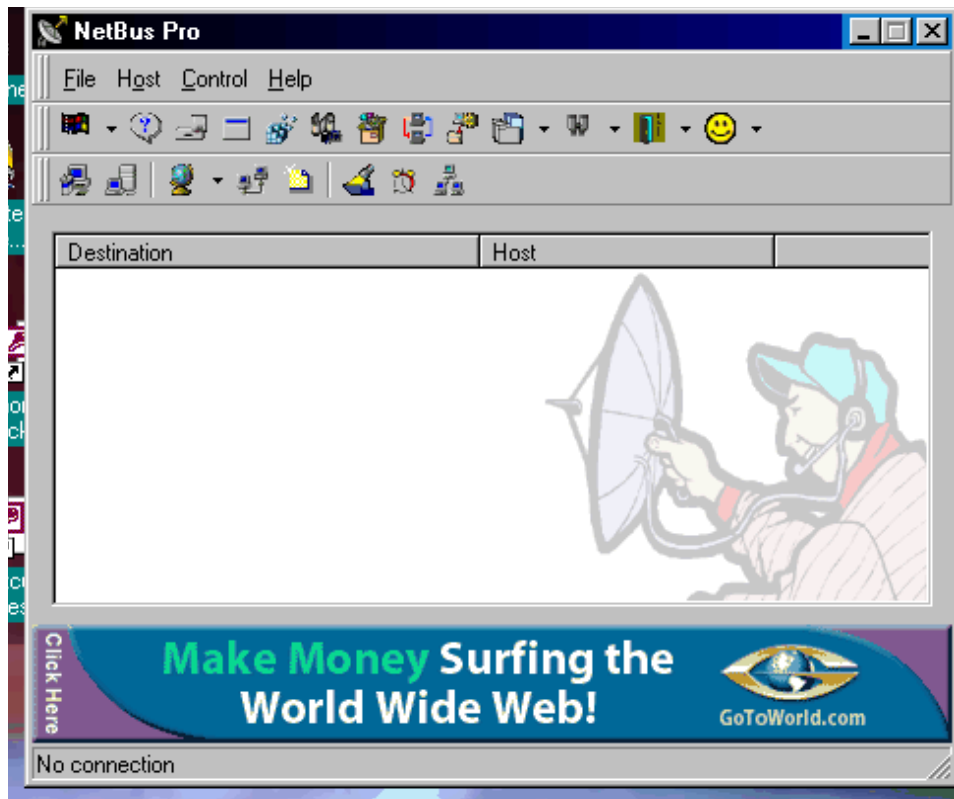 NetBus Pro
File Host Control Help
Destination Host
Click Here
Make Money Surfing the
World Wide Web!
GoToWorld.com
No connection